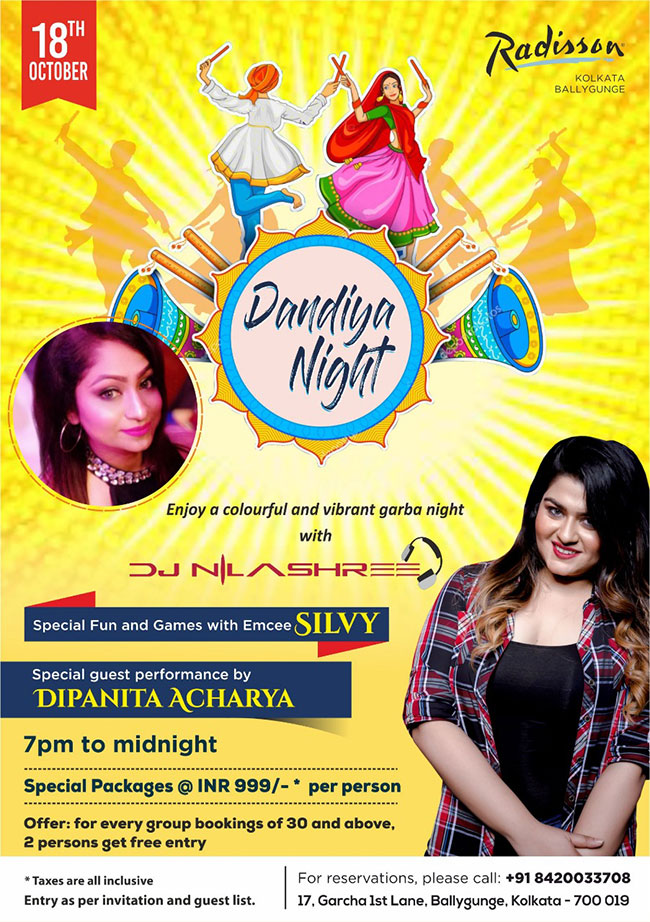 18TH
OCTOBER
Radisson
KOLKATA
BALLYGUNGE
Dandiya
Night
Enjoy a colourful and vibrant garba night
with
DJ NILASHREE
Special Fun and Games with Emcee SILVY
Special guest performance by
DIPANITA ACHARYA
7pm to midnight
Special Packages @ INR 999/- * per person
Offer: for every group bookings of 30 and above,
2 persons get free entry
* Taxes are all inclusive
Entry as per invitation and guest list.
For reservations, please call: +91 8420033708
17, Garcha 1st Lane, Ballygunge, Kolkata - 700 019